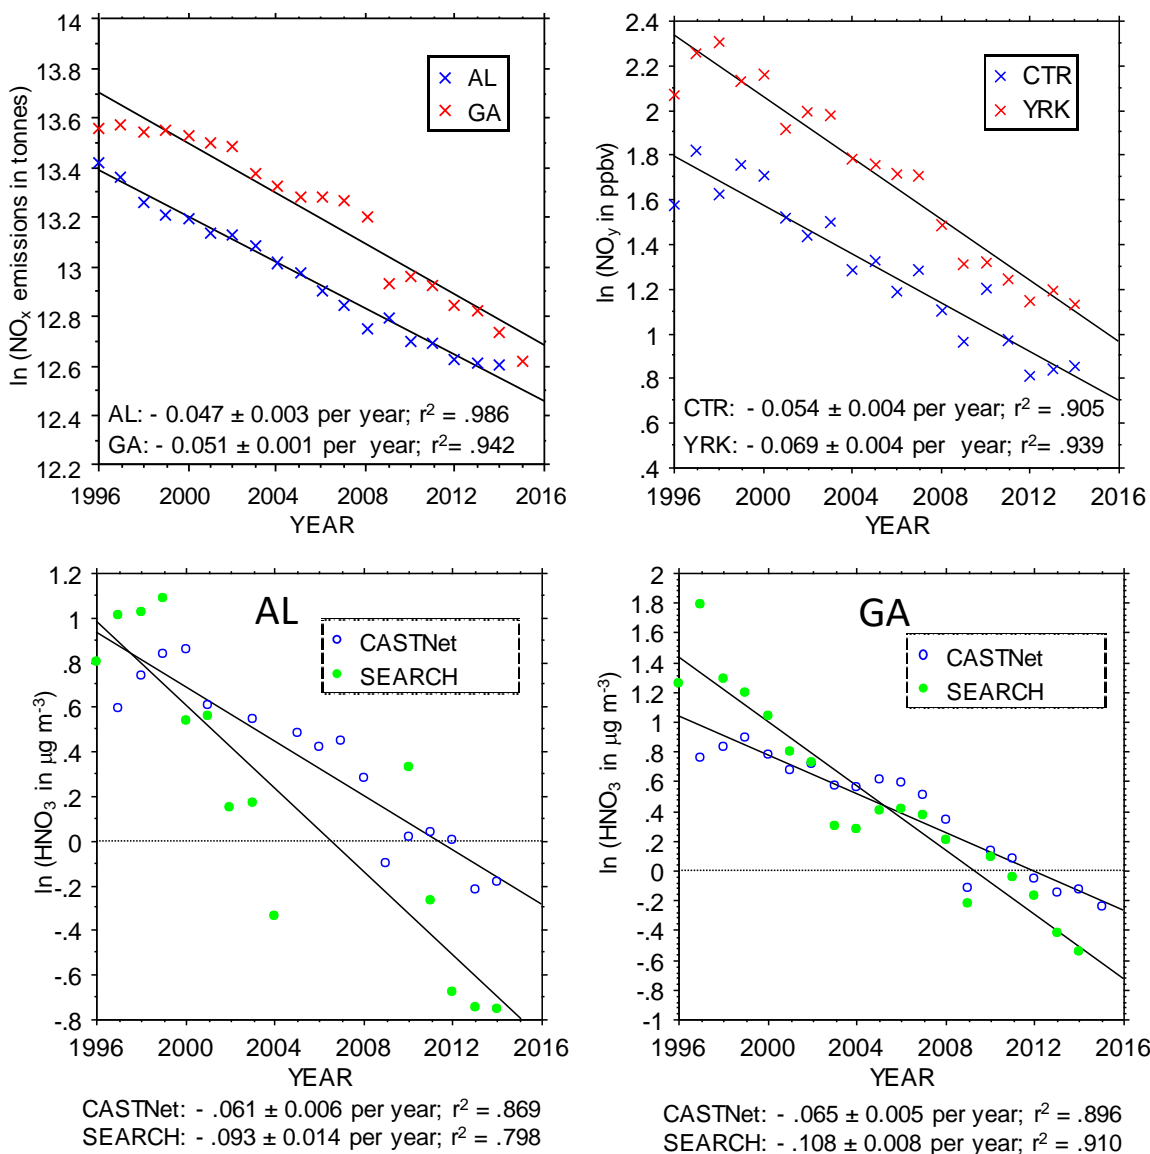 14
13.8
13.6
13.4
13.2
13
12.8
12.6
12.4
12.2
ln (NOx emissions in tonnes)
AL
GA
AL: - 0.047 ± 0.003 per year; r2 = .986
GA: - 0.051 ± 0.001 per year; r2= .942
1996 2000 2004 2008 2012 2016
YEAR
2.4
2.2
2
1.8
1.6
1.4
1.2
1
.8
.6
.4
ln (NOy in ppbv)
CTR
YRK
CTR: - 0.054 ± 0.004 per year; r2 = .905
YRK: - 0.069 ± 0.004 per year; r2= .939
1996 2000 2004 2008 2012 2016
YEAR
1.2
1
.8
.6
.4
.2
0
-.2
-.4
-.6
-.8
ln (HNO3 in μg m-3)
AL
CASTNet
SEARCH
1996 2000 2004 2008 2012 2016
YEAR
CASTNet: - .061 ± 0.006 per year; r2 = .869
SEARCH: - .093 ± 0.014 per year; r2 = .798
2
1.8
1.6
1.4
1.2
1
.8
.6
.4
.2
0
-.2
-.4
-.6
-.8
-1
ln (HNO3 in μg m-3)
GA
CASTNet
SEARCH
1996 2000 2004 2008 2012 2016
YEAR
CASTNet: - .065 ± 0.005 per year; r2 = .896
SEARCH: - .108 ± 0.008 per year; r2 = .910